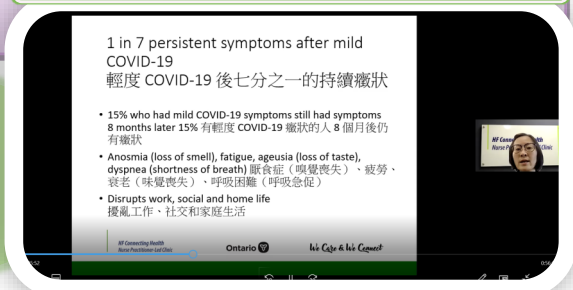 1 in 7 persistent symptoms after mild
COVID-19
輕度 COVID-19 後七分之一的持續癥狀
• 15% who had mild COVID-19 symptoms still had symptoms
8 months later 15% 有輕度 COVID-19 癥狀的人 8 個月後仍
有癥狀
• Anosmia (loss of smell), fatigue, ageusia (loss of taste),
dyspnea (shortness of breath) 厭食症（嗅覺喪失）、疲勞、
衰老（味覺喪失）、呼吸困難（呼吸急促）
• Disrupts work, social and home life
擾亂工作、社交和家庭生活
HF Connecting Health
Nurse Practitioner-Led Clinic
Ontario
We Care & We Connect
HF Conne
Nurse Pract
Clinic